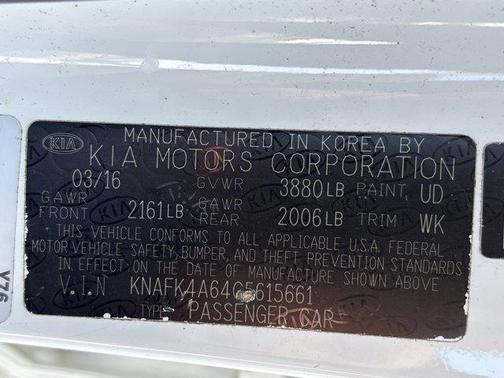 MANUFACTURED IN KOREA BY
KIA KIA MOTORS CORPORATION
03/16 GVWR 3880LB PAINT: UD
GAWR FRONT 2161LB GAWR REAR 2006LB TRIM WK
THIS VEHICLE CONFORMS TO ALL APPLICABLE U.S.A. FEDERAL
MOTOR VEHICLE SAFETY, BUMPER, AND THEFT PREVENTION STANDARDS
IN EFFECT ON THE DATE OF MANUFACTURE SHOWN ABOVE
V.I.N KNAFK4A64G5615661
TYPE: PASSENGER CAR